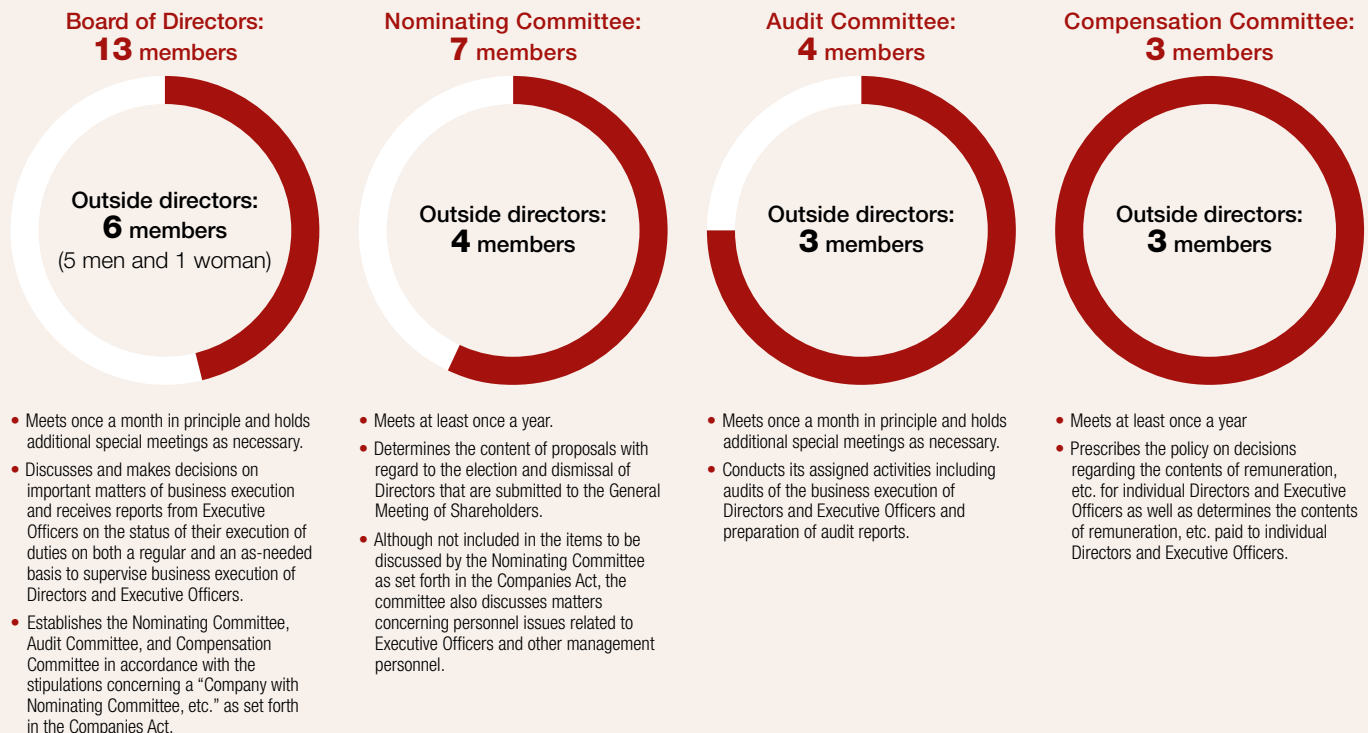 Board of Directors:
13 members
Outside directors:
6 members
(5 men and 1 woman)
• Meets once a month in principle and holds
additional special meetings as necessary.
• Discusses and makes decisions on
important matters of business execution
and receives reports from Executive
Officers on the status of their execution of
duties on both a regular and an as-needed
basis to supervise business execution of
Directors and Executive Officers.
• Establishes the Nominating Committee,
Audit Committee, and Compensation
Committee in accordance with the
stipulations concerning a “Company with
Nominating Committee, etc.” as set forth
in the Companies Act.
Nominating Committee:
7 members
Outside directors:
4 members
• Meets at least once a year.
• Determines the content of proposals with
regard to the election and dismissal of
Directors that are submitted to the General
Meeting of Shareholders.
• Although not included in the items to be
discussed by the Nominating Committee
as set forth in the Companies Act, the
committee also discusses matters
concerning personnel issues related to
Executive Officers and other management
personnel.
Audit Committee:
4 members
Outside directors:
3 members
• Meets once a month in principle and holds
additional special meetings as necessary.
• Conducts its assigned activities including
audits of the business execution of
Directors and Executive Officers and
preparation of audit reports.
Compensation Committee:
3 members
Outside directors:
3 members
• Meets at least once a year
• Prescribes the policy on decisions
regarding the contents of remuneration,
etc. for individual Directors and Executive
Officers as well as determines the contents
of remuneration, etc. paid to individual
Directors and Executive Officers.